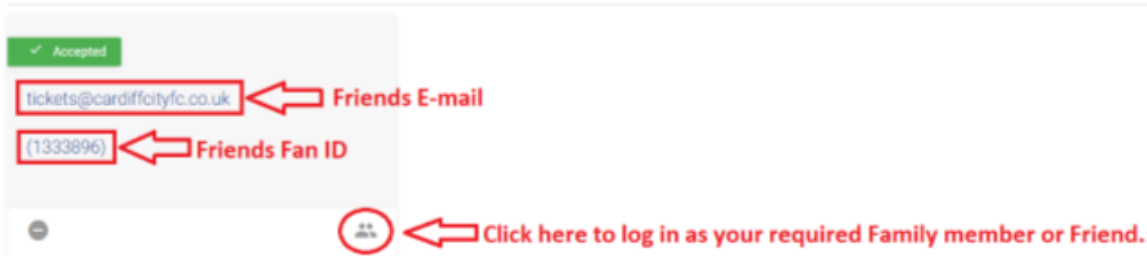 Accepted
tickets@cardiffcityfc.co.uk Friends E-mail
(1333896) Friends Fan ID
Click here to log in as your required Family member or Friend.